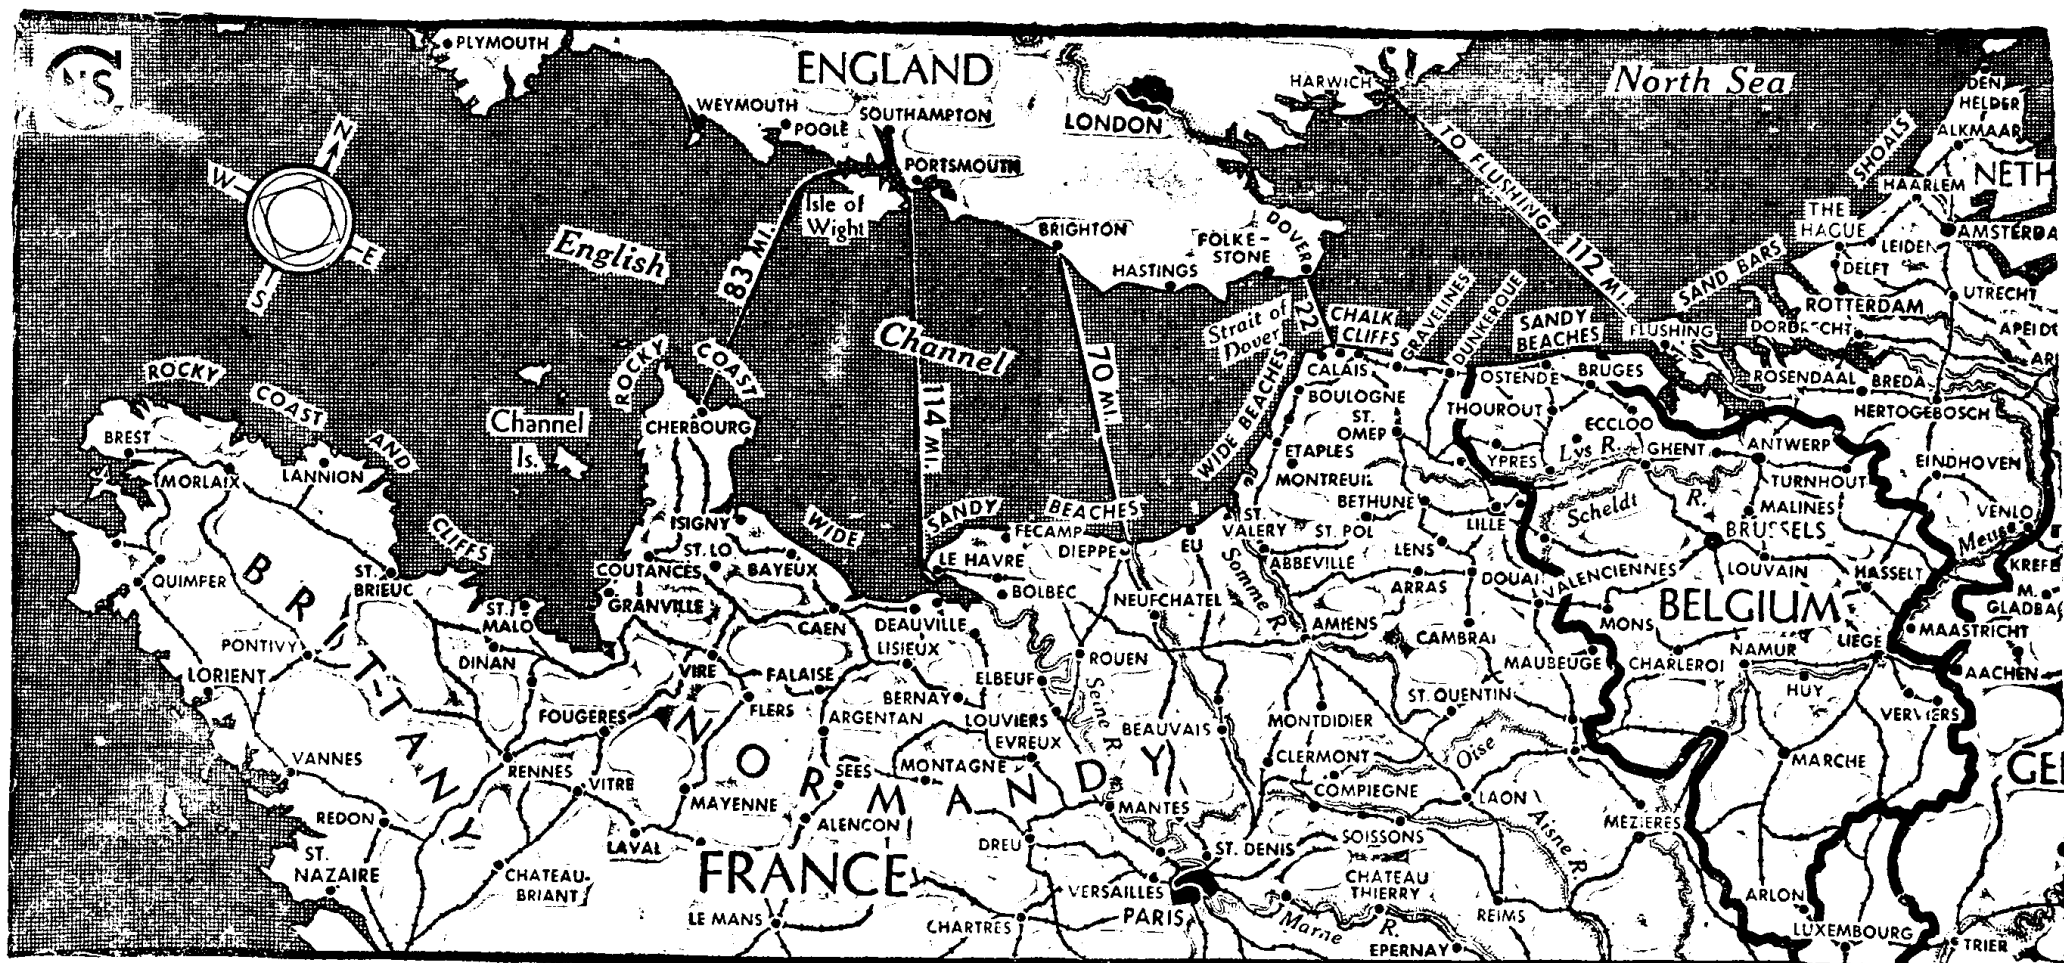 NS
PLYMOUTH
ENGLAND
WEYMOUTH
POGLE
SOUTHAMPTON
PORTSMOUTH
Isle of
Wight
LONDON
HARWICH
North Sea
DEN
HELDER
ALKMAAR
SHOALS
NETH
HAARLEM
THE
HAGUE
AMSTERDA
LEIDEN
DELFT
ROTTERDAM
UTRECHT
N
W
E
S
English
Channel
83 MI.
114 MI.
70 MI.
22
TO FLUSHING, 112 MI.
BRIGHTON
HASTINGS
FOLKE-
STONE
DOVER
Strait of
Dover
CHALK
CLIFFS
GRAVELINES
DUNKERQUE
SANDY
BEACHES
FLUSHING
SAND BARS
DORDRECHT
APELDO
ROSENDAAL
BREDA
HERTOGEBOSCH
ROCKY
COAST
AND
CLIFFS
ROCKY
COAST
Channel
Is.
CHERBOURG
WIDE BEACHES
CALAIS
BOULOGNE
ST.
OMER
ETAPLES
MONTREUIL
BETHUNE
OSTENDE
BRUGES
THOUROUT
ECCLOO
YPRES
Lys R.
GHENT
ANTWERP
EINDHOVEN
TURNHOUT
Scheldt
R.
MALINES
BRUSSELS
VENLO
Meuse
BREST
MORLAIX
LANNION
QUIMPER
ST.
BRIEUC
ST.
MALO
DINAN
PONTIVY
LORIENT
VANNES
BRITTANY
REDON
ST.
NAZAIRE
ISIGNY
ST. LO
COUTANCES
BAYEUX
GRANVILLE
WIDE
SANDY
BEACHES
FECAMP
DIEPPE
LE HAVRE
BOLBEC
CAEN
DEAUVILLE
LISIEUX
VIRE
FALAISE
FLERS
ARGENTAN
BERNAY
ELBEUF
LOUVIERS
EVREUX
ROUEN
Seine R.
NEUFCHATEL
EU
ST.
VALERY
ST. POL
ABBEVILLE
Somme R.
AMIENS
LILLE
LENS
ARRAS
DOUAI
VALENCIENNES
LOUVAIN
HASSELT
KREFE
M.
GLADBA
BELGIUM
MONS
CAMBRAI
MAUBEUGE
CHARLEROI
NAMUR
LIEGE
MAASTRICHT
AACHEN
HUY
VERVIERS
MARCHE
GE
FOUGERES
RENNES
VITRE
MAYENNE
LAVAL
CHATEAU-
BRIANT
NORMANDY
SEES
MONTAGNE
ALENCON
DREU
MANTES
BEAUVAIS
MONTDIDIER
ST. QUENTIN
CLERMONT
COMPIEGNE
Oise
LAON
Aisne R.
SOISSONS
MEZIERES
FRANCE
LE MANS
CHARTRES
VERSAILLES
PARIS
ST. DENIS
CHATEAU
THIERRY
Marne
R.
EPERNAY
REIMS
ARLON
LUXEMBOURG
TRIER